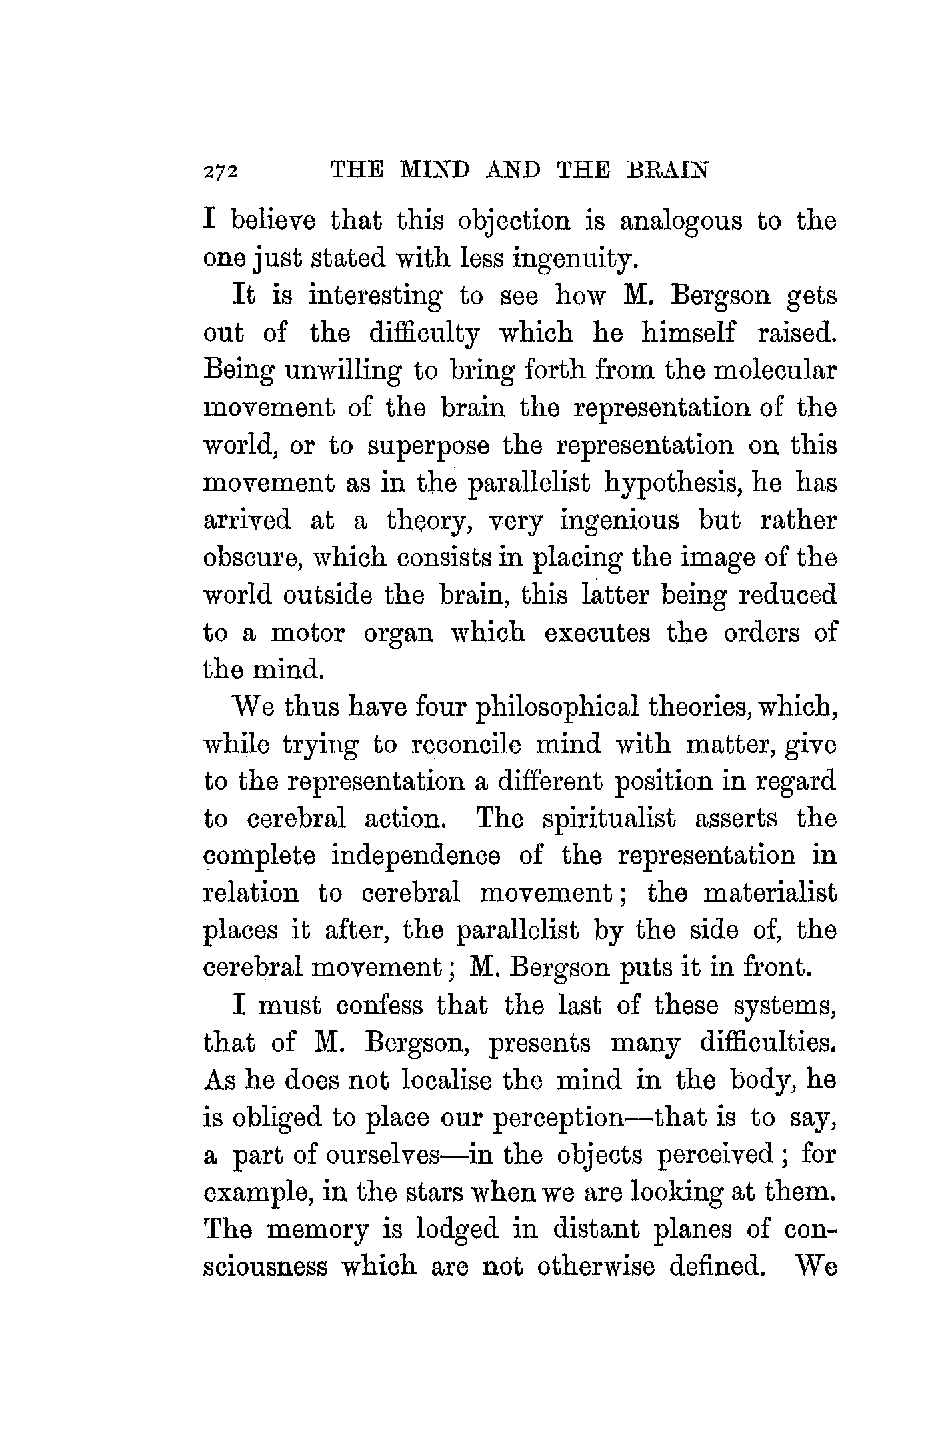 272 THE MIND AND THE BRAIN
I believe that this objection is analogous to the
one just stated with less ingenuity.
It is interesting to see how M. Bergson gets
out of the difficulty which he himself raised.
Being unwilling to bring forth from the molecular
movement of the brain the representation of the
world, or to superpose the representation on this
movement as in the parallelist hypothesis, he has
arrived at a theory, very ingenious but rather
obscure, which consists in placing the image of the
world outside the brain, this latter being reduced
to a motor organ which executes the orders of
the mind.
We thus have four philosophical theories, which,
while trying to reconcile mind with matter, give
to the representation a different position in regard
to cerebral action. The spiritualist asserts the
complete independence of the representation in
relation to cerebral movement; the materialist
places it after, the parallelist by the side of, the
cerebral movement; M. Bergson puts it in front.
I must confess that the last of these systems,
that of M. Bergson, presents many difficulties.
As he does not localise the mind in the body, he
is obliged to place our perception—that is to say,
a part of ourselves—in the objects perceived; for
example, in the stars when we are looking at them.
The memory is lodged in distant planes of con-
sciousness which are not otherwise defined. We